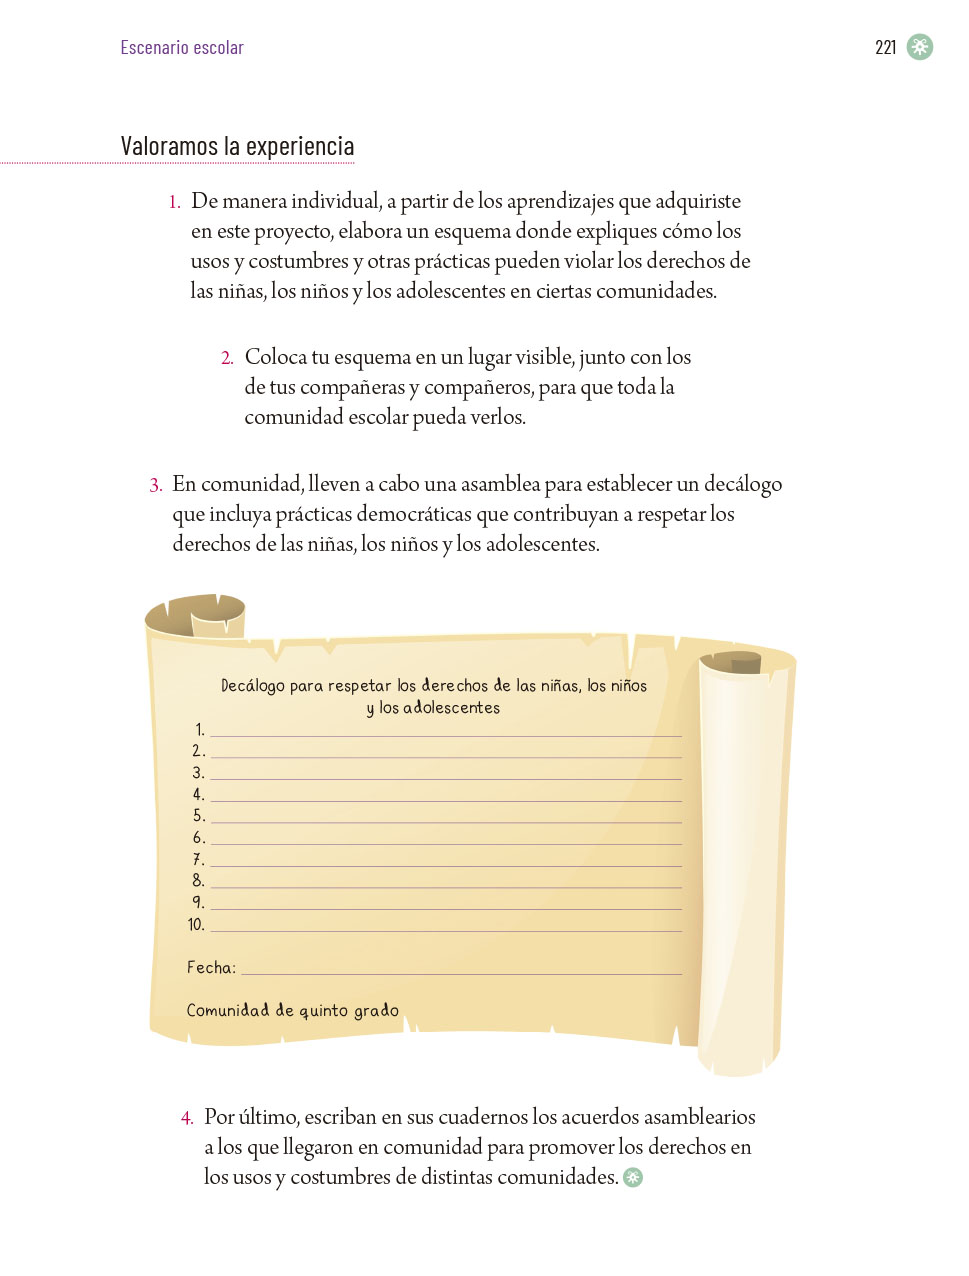 Escenario escolar
221
Valoramos la experiencia
1. De manera individual, a partir de los aprendizajes que adquiriste
en este proyecto, elabora un esquema donde expliques cómo los
usos y costumbres y otras prácticas pueden violar los derechos de
las niñas, los niños y los adolescentes en ciertas comunidades.
2. Coloca tu esquema en un lugar visible, junto con los
de tus compañeras y compañeros, para que toda la
comunidad escolar pueda verlos.
3. En comunidad, lleven a cabo una asamblea para establecer un decálogo
que incluya prácticas democráticas que contribuyan a respetar los
derechos de las niñas, los niños y los adolescentes.
Decálogo para respetar los derechos de las niñas, los niños
y los adolescentes
1.
2.
3.
4.
5.
6.
7.
8.
9.
10.
Fecha:
Comunidad de quinto grado
4. Por último, escriban en sus cuadernos los acuerdos asamblearios
a los que llegaron en comunidad para promover los derechos en
los usos y costumbres de distintas comunidades.